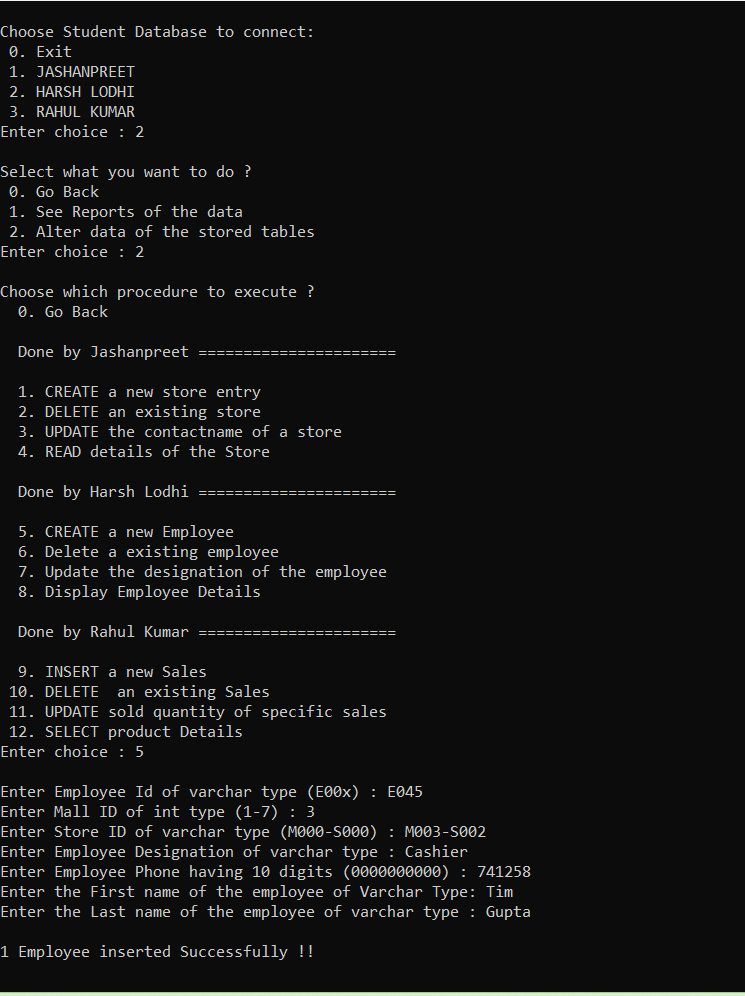 Choose Student Database to connect:
0. Exit
1. JASHANPREET
2. HARSH LODHI
3. RAHUL KUMAR
Enter choice : 2
Select what you want to do ?
0. Go Back
1. See Reports of the data
2. Alter data of the stored tables
Enter choice : 2
Choose which procedure to execute ?
0. Go Back
Done by Jashanpreet ======================
1. CREATE a new store entry
2. DELETE an existing store
3. UPDATE the contactname of a store
4. READ details of the Store
Done by Harsh Lodhi ======================
5. CREATE a new Employee
6. Delete a existing employee
7. Update the designation of the employee
8. Display Employee Details
Done by Rahul Kumar ======================
9. INSERT a new Sales
10. DELETE  an existing Sales
11. UPDATE sold quantity of specific sales
12. SELECT product Details
Enter choice : 5
Enter Employee Id of varchar type (E00x) : E045
Enter Mall ID of int type (1-7) : 3
Enter Store ID of varchar type (M000-S000) : M003-S002
Enter Employee Designation of varchar type : Cashier
Enter Employee Phone having 10 digits (0000000000) : 741258
Enter the First name of the employee of Varchar Type: Tim
Enter the Last name of the employee of varchar type : Gupta
1 Employee inserted Successfully !!